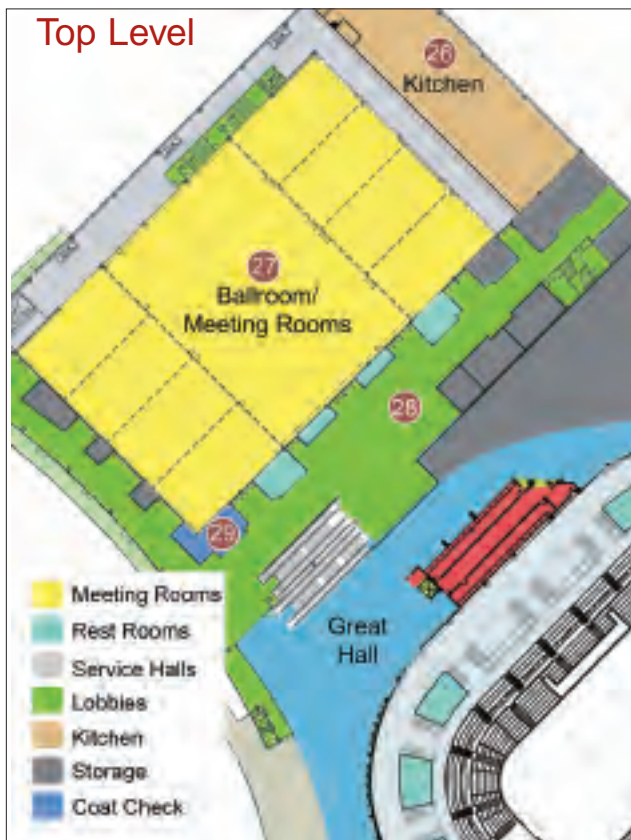 Top Level
26
Kitchen
27
Ballroom/
Meeting Rooms
28
29
Great
Hall
Meeting Rooms
Rest Rooms
Service Halls
Lobbies
Kitchen
Storage
Coat Check